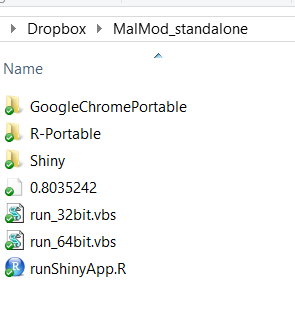 Dropbox MalMod_standalone
Name
GoogleChromePortable
R-Portable
Shiny
0.8035242
run_32bit.vbs
run_64bit.vbs
runShinyApp.R